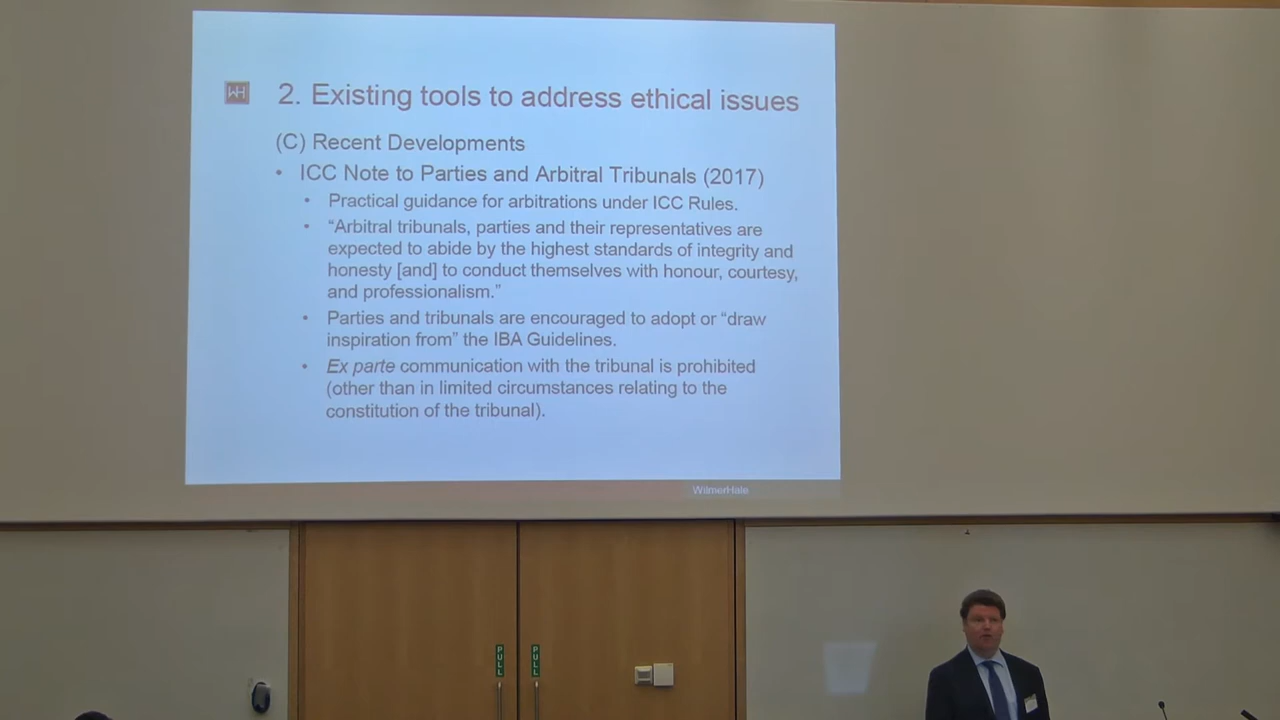 WH
2. Existing tools to address ethical issues
(C) Recent Developments
• ICC Note to Parties and Arbitral Tribunals (2017)
• Practical guidance for arbitrations under ICC Rules.
• “Arbitral tribunals, parties and their representatives are
expected to abide by the highest standards of integrity and
honesty [and] to conduct themselves with honour, courtesy,
and professionalism.”
• Parties and tribunals are encouraged to adopt or “draw
inspiration from” the IBA Guidelines.
• Ex parte communication with the tribunal is prohibited
(other than in limited circumstances relating to the
constitution of the tribunal).
WilmerHale
PULL
PULL